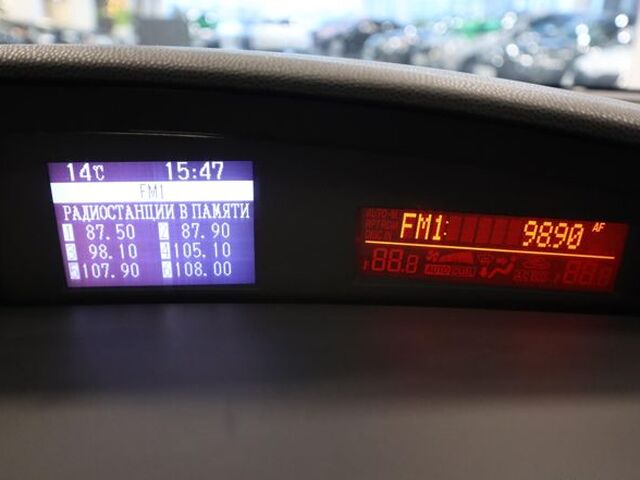 14°C 15:47
FM1
РАДИОСТАНЦИИ В ПАМЯТИ
1 87.50 2 87.90
3 98.10 4 105.10
5 107.90 6 108.00
FM1: 98.90 AF
AUTO